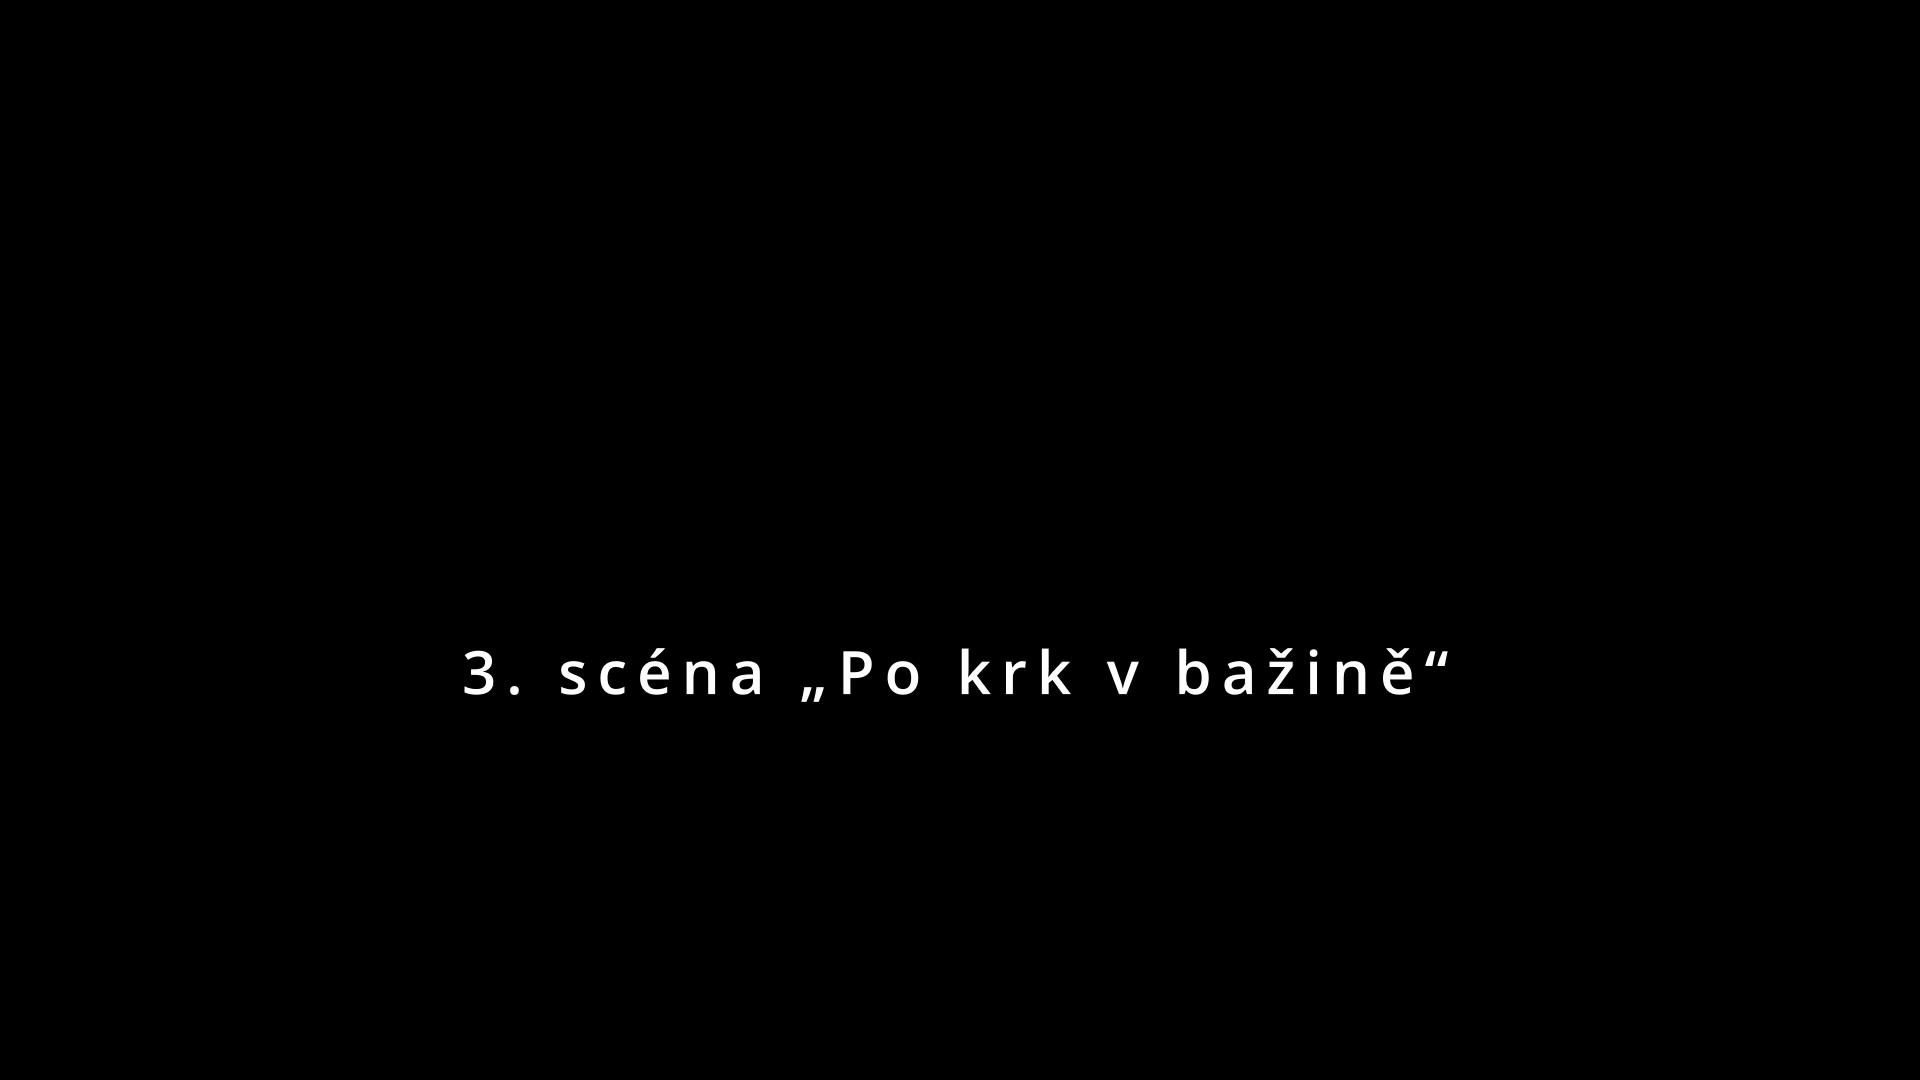 3. scéna „Po krk v bažině“